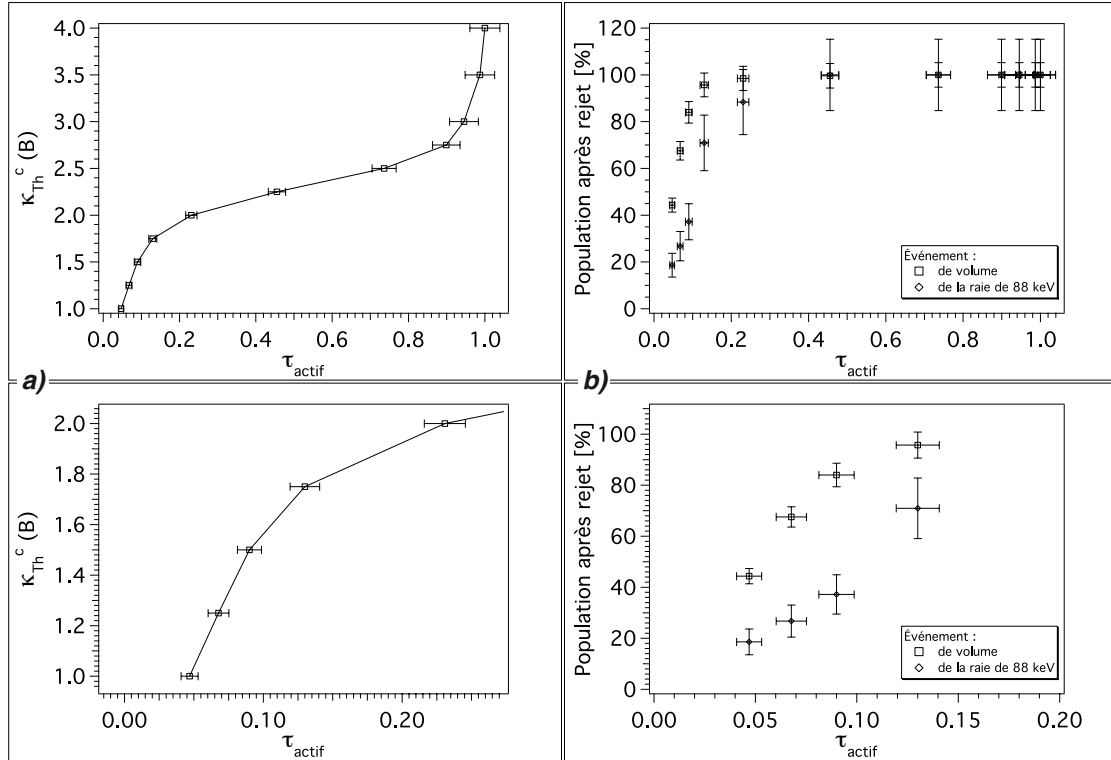 4.0
3.5
3.0
2.5
2.0
1.5
1.0
κTh c (B)
0.0 0.2 0.4 0.6 0.8 1.0
τactif
120
100
80
60
40
20
0
Population après rejet [%]
Événement :
de volume
de la raie de 88 keV
0.0 0.2 0.4 0.6 0.8 1.0
τactif
a)
b)
2.0
1.8
1.6
1.4
1.2
1.0
κTh c (B)
0.00 0.10 0.20
τactif
100
80
60
40
20
0
Population après rejet [%]
Événement :
de volume
de la raie de 88 keV
0.00 0.05 0.10 0.15 0.20
τactif